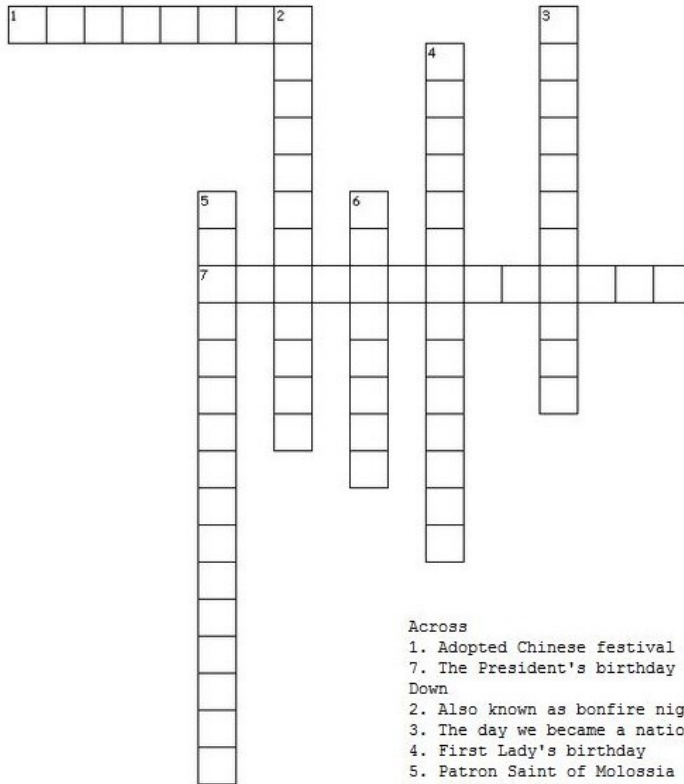 1
2
3
4
5
6
7
Across
1. Adopted Chinese festival
7. The President's birthday
Down
2. Also known as bonfire nig
3. The day we became a natio
4. First Lady's birthday
5. Patron Saint of Molossia